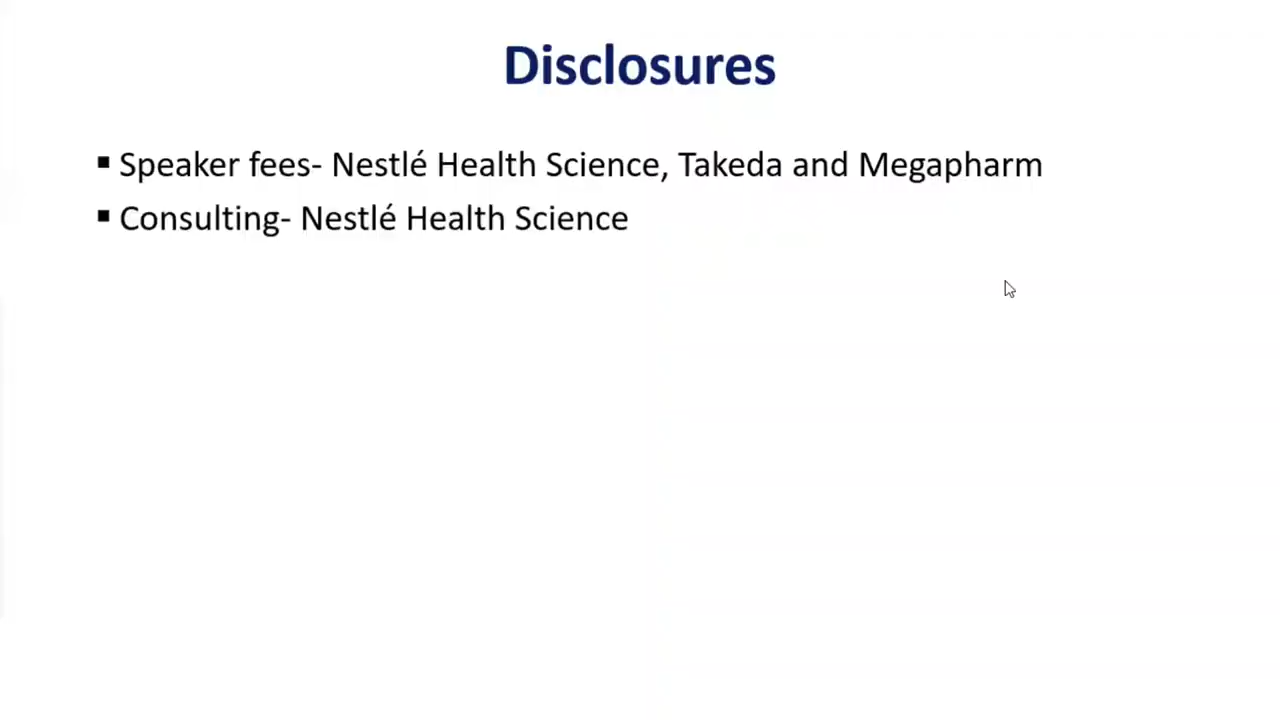 Disclosures
▪ Speaker fees- Nestlé Health Science, Takeda and Megapharm
▪ Consulting- Nestlé Health Science